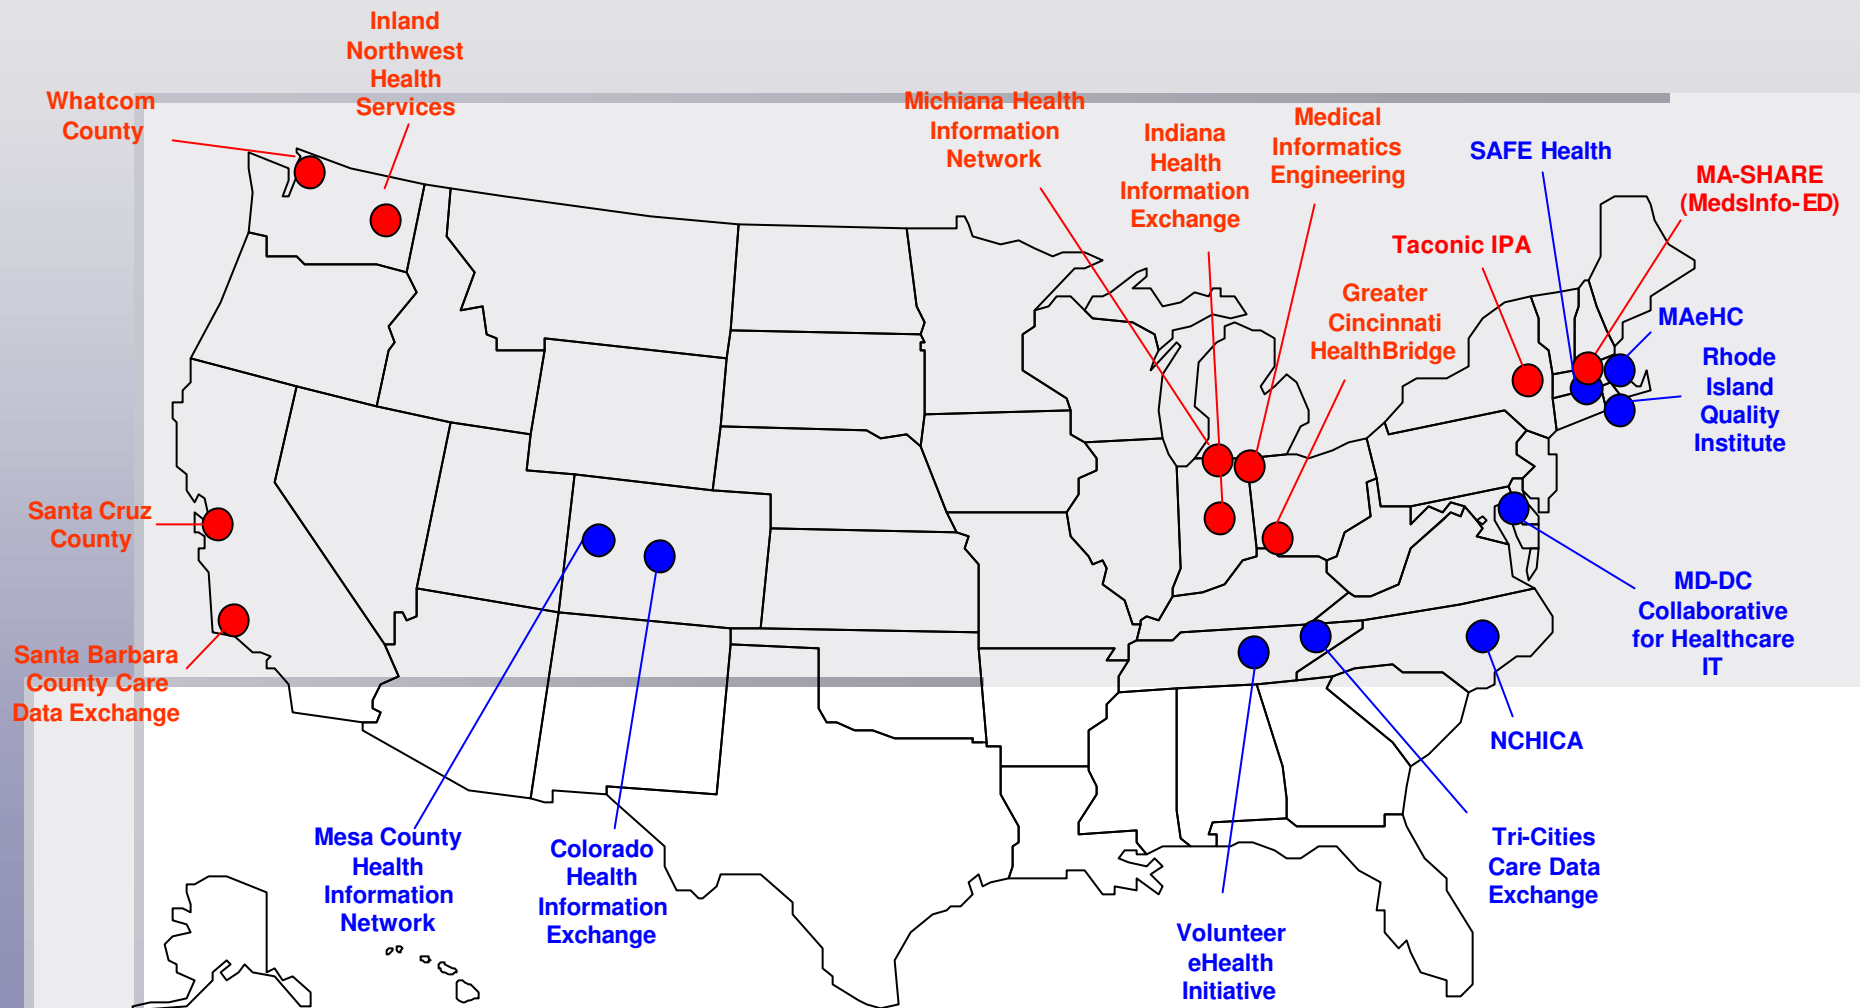 Inland
Northwest
Health
Services
Whatcom
County
Michiana Health
Information
Network
Indiana
Health
Information
Exchange
Medical
Informatics
Engineering
SAFE Health
MA-SHARE
(MedsInfo-ED)
Taconic IPA
Greater
Cincinnati
HealthBridge
MAeHC
Rhode
Island
Quality
Institute
Santa Cruz
County
Santa Barbara
County Care
Data Exchange
MD-DC
Collaborative
for Healthcare
IT
NCHICA
Mesa County
Health
Information
Network
Colorado
Health
Information
Exchange
Tri-Cities
Care Data
Exchange
Volunteer
eHealth
Initiative